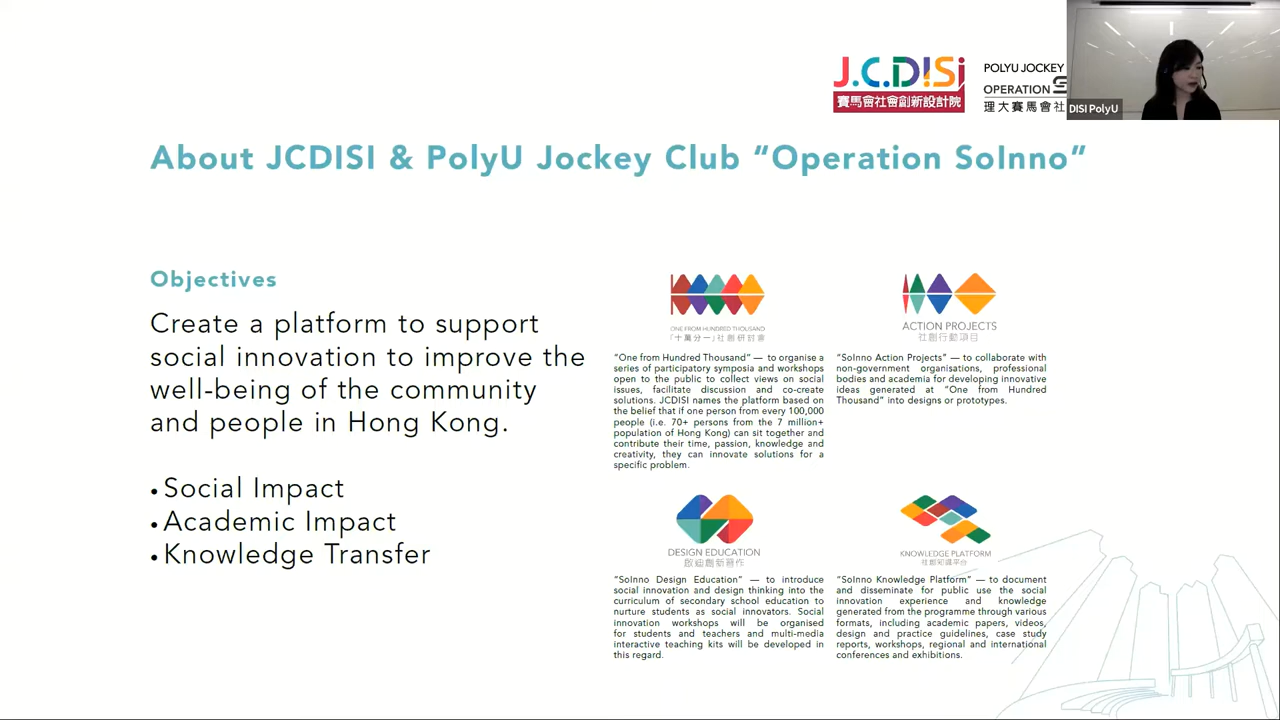 J.C.DISI
賽馬會社會創新設計院
POLYU JOCKEY
OPERATION S
理大賽馬會社
DISI PolyU
About JCDISI & PolyU Jockey Club “Operation SoInno”
Objectives
Create a platform to support
social innovation to improve the
well-being of the community
and people in Hong Kong.
• Social Impact
• Academic Impact
• Knowledge Transfer
ONE FROM HUNDRED THOUSAND
「十萬分一」社創研討會
“One from Hundred Thousand” — to organise a
series of participatory symposia and workshops
open to the public to collect views on social
issues, facilitate discussion and co-create
solutions. JCDISI names the platform based on
the belief that if one person from every 100,000
people (i.e. 70+ persons from the 7 million+
population of Hong Kong) can sit together and
contribute their time, passion, knowledge and
creativity, they can innovate solutions for a
specific problem.
ACTION PROJECTS
社創行動項目
“SoInno Action Projects” — to collaborate with
non-government organisations, professional
bodies and academia for developing innovative
ideas generated at “One from Hundred
Thousand” into designs or prototypes.
DESIGN EDUCATION
啟迪創新習作
“SoInno Design Education” — to introduce
social innovation and design thinking into the
curriculum of secondary school education to
nurture students as social innovators. Social
innovation workshops will be organised
for students and teachers and multi-media
interactive teaching kits will be developed in
this regard.
KNOWLEDGE PLATFORM
社創知識平台
“SoInno Knowledge Platform” — to document
and disseminate for public use the social
innovation experience and knowledge
generated from the programme through various
formats, including academic papers, videos,
design and practice guidelines, case study
reports, workshops, regional and international
conferences and exhibitions.